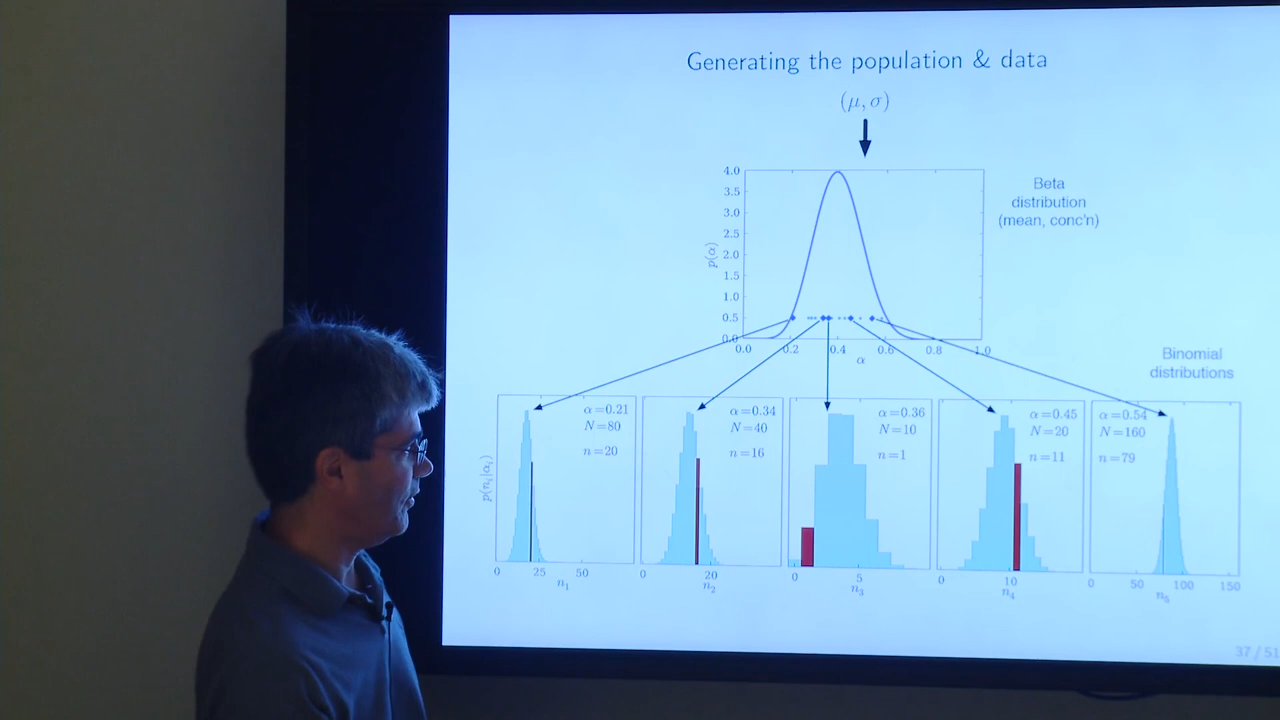 Generating the population & data
(μ, σ)
4.0
3.5
3.0
2.5
2.0
1.5
1.0
0.5
0.0
p(α)
0.0 0.2 0.4 0.6 0.8 1.0
α
Beta
distribution
(mean, conc'n)
Binomial
distributions
p(n_i|α_i)
α=0.21
N=80
n=20
0 25 50
n₁
α=0.34
N=40
n=16
0 20
n₂
α=0.36
N=10
n=1
0 5
n₃
α=0.45
N=20
n=11
0 10
n₄
α=0.54
N=160
n=79
0 50 100 150
n₅
37 / 51